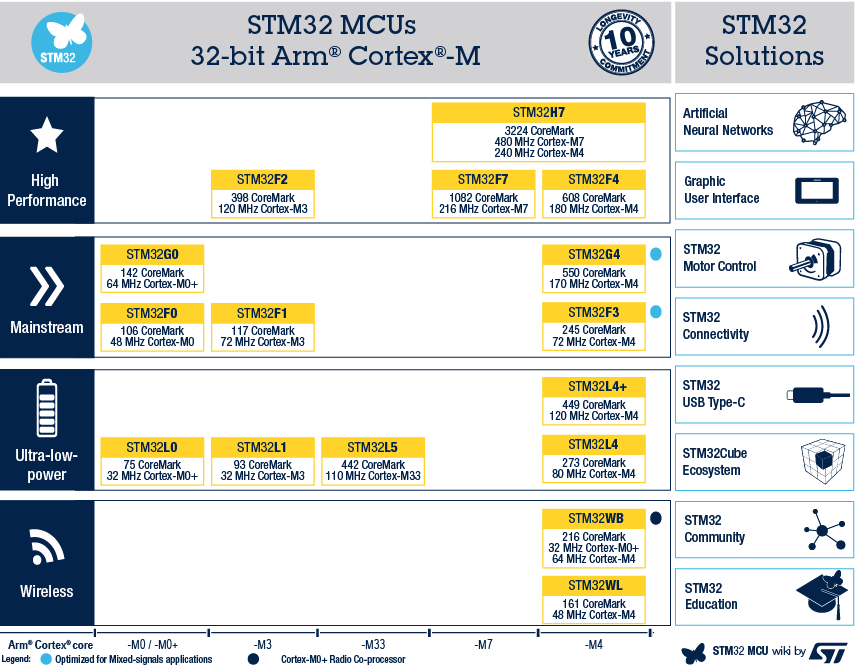 STM32
STM32 MCUs
32-bit Arm® Cortex®-M
LONGEVITY
10
YEARS
COMMITMENT
STM32
Solutions
High
Performance
STM32H7
3224 CoreMark
480 MHz Cortex-M7
240 MHz Cortex-M4
STM32F2
398 CoreMark
120 MHz Cortex-M3
STM32F7
1082 CoreMark
216 MHz Cortex-M7
STM32F4
608 CoreMark
180 MHz Cortex-M4
Mainstream
STM32G0
142 CoreMark
64 MHz Cortex-M0+
STM32G4
550 CoreMark
170 MHz Cortex-M4
STM32F0
106 CoreMark
48 MHz Cortex-M0
STM32F1
117 CoreMark
72 MHz Cortex-M3
STM32F3
245 CoreMark
72 MHz Cortex-M4
Ultra-low-
power
STM32L4+
449 CoreMark
120 MHz Cortex-M4
STM32L0
75 CoreMark
32 MHz Cortex-M0+
STM32L1
93 CoreMark
32 MHz Cortex-M3
STM32L5
442 CoreMark
110 MHz Cortex-M33
STM32L4
273 CoreMark
80 MHz Cortex-M4
Wireless
STM32WB
216 CoreMark
32 MHz Cortex-M0+
64 MHz Cortex-M4
STM32WL
161 CoreMark
48 MHz Cortex-M4
Arm® Cortex® core
-M0 / -M0+
-M3
-M33
-M7
-M4
Legend:
Optimized for Mixed-signals applications
Cortex-M0+ Radio Co-processor
Artificial
Neural Networks
Graphic
User Interface
STM32
Motor Control
STM32
Connectivity
STM32
USB Type-C
STM32Cube
Ecosystem
STM32
Community
STM32
Education
STM32 MCU wiki by ST